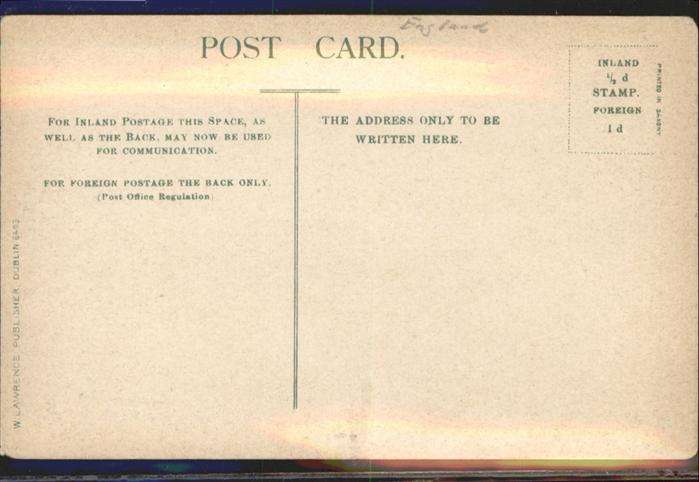 England
POST CARD.
INLAND
½ d
STAMP.
FOREIGN
1 d
PRINTED IN SAXONY
FOR INLAND POSTAGE THIS SPACE, AS
WELL AS THE BACK, MAY NOW BE USED
FOR COMMUNICATION.
FOR FOREIGN POSTAGE THE BACK ONLY.
(Post Office Regulation)
THE ADDRESS ONLY TO BE
WRITTEN HERE.
W. LAWRENCE, PUBLISHER, DUBLIN